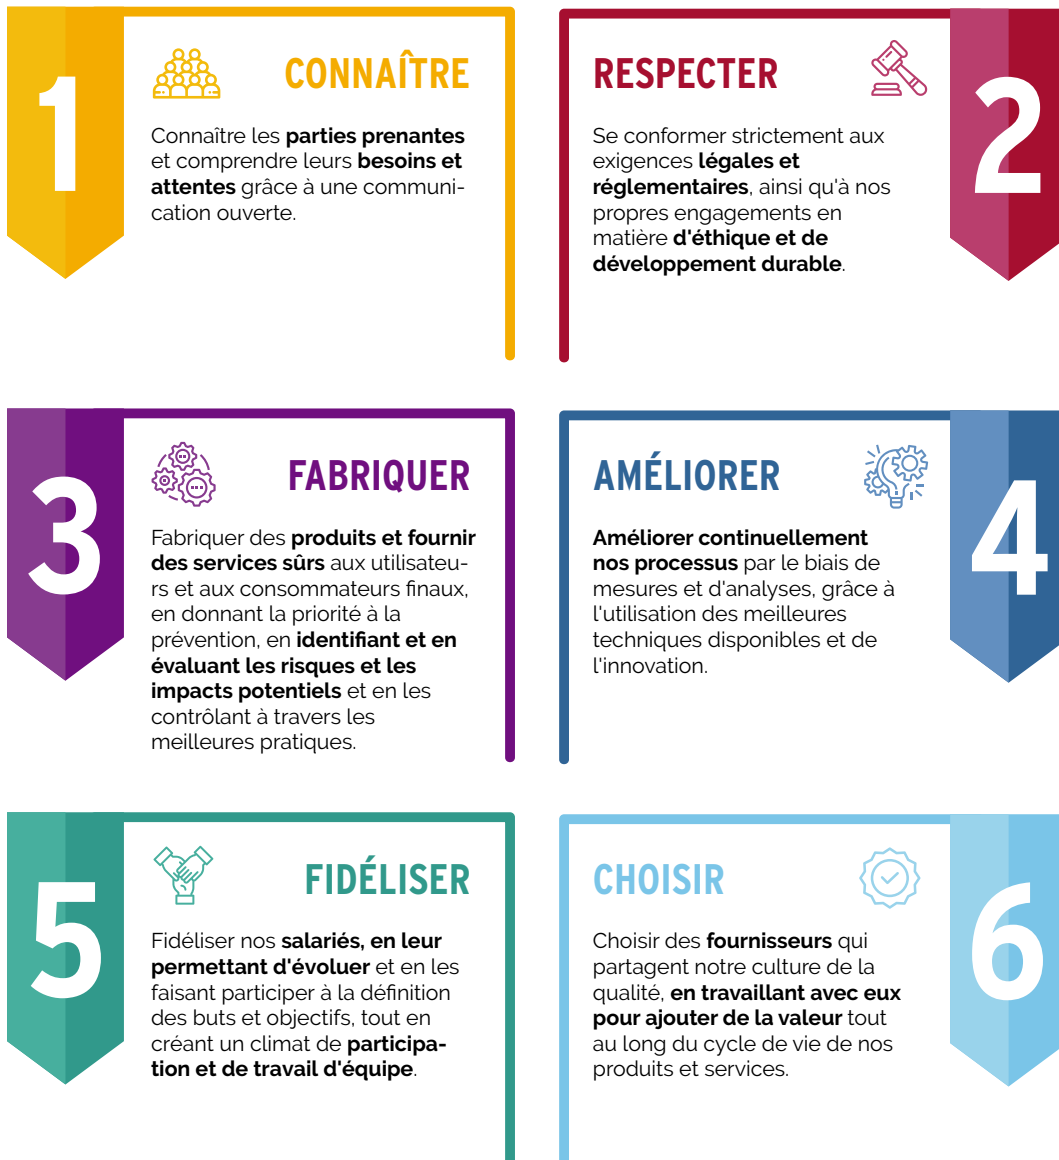 1
CONNAÎTRE
Connaître les parties prenantes
et comprendre leurs besoins et
attentes grâce à une communi-
cation ouverte.
RESPECTER
2
Se conformer strictement aux
exigences légales et
réglementaires, ainsi qu'à nos
propres engagements en
matière d'éthique et de
développement durable.
3
FABRIQUER
Fabriquer des produits et fournir
des services sûrs aux utilisateu-
rs et aux consommateurs finaux,
en donnant la priorité à la
prévention, en identifiant et en
évaluant les risques et les
impacts potentiels et en les
contrôlant à travers les
meilleures pratiques.
AMÉLIORER
4
Améliorer continuellement
nos processus par le biais de
mesures et d'analyses, grâce à
l'utilisation des meilleures
techniques disponibles et de
l'innovation.
5
FIDÉLISER
Fidéliser nos salariés, en leur
permettant d'évoluer et en les
faisant participer à la définition
des buts et objectifs, tout en
créant un climat de participa-
tion et de travail d'équipe.
CHOISIR
6
Choisir des fournisseurs qui
partagent notre culture de la
qualité, en travaillant avec eux
pour ajouter de la valeur tout
au long du cycle de vie de nos
produits et services.